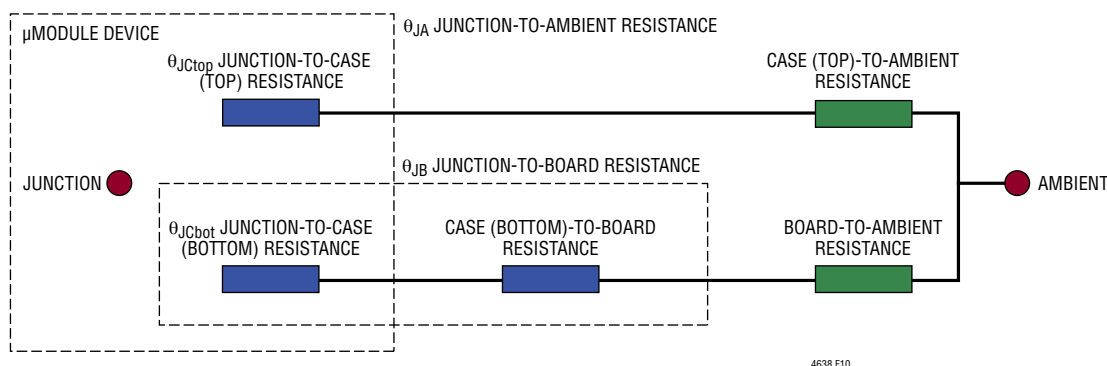 µMODULE DEVICE
θJA JUNCTION-TO-AMBIENT RESISTANCE
θJCtop JUNCTION-TO-CASE
(TOP) RESISTANCE
CASE (TOP)-TO-AMBIENT
RESISTANCE
θJB JUNCTION-TO-BOARD RESISTANCE
JUNCTION
AMBIENT
θJCbot JUNCTION-TO-CASE
(BOTTOM) RESISTANCE
CASE (BOTTOM)-TO-BOARD
RESISTANCE
BOARD-TO-AMBIENT
RESISTANCE
4638 F10